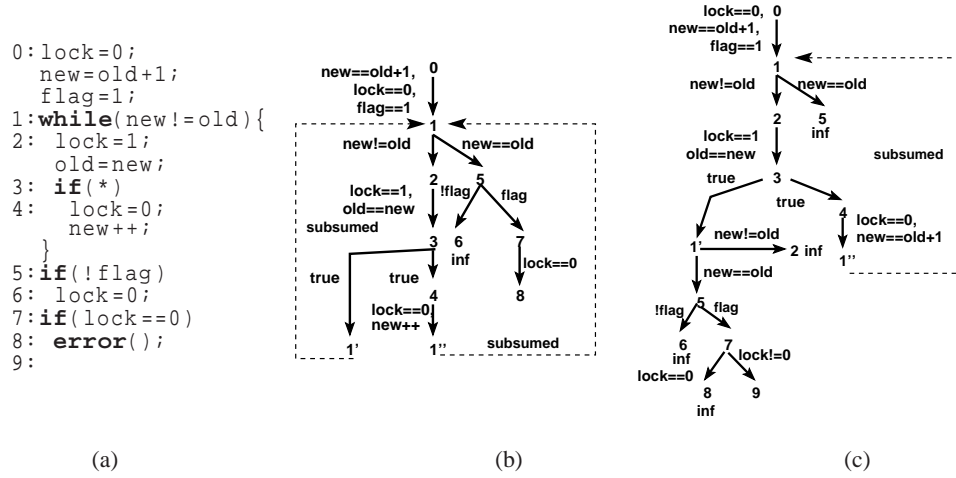 0: lock=0;
new=old+1;
flag=1;
1: while(new!=old){
2: lock=1;
old=new;
3: if(*)
4: lock=0;
new++;
}
5: if(!flag)
6: lock=0;
7: if(lock==0)
8: error();
9:
(a)
0
new==old+1,
lock==0,
flag==1
1
new!=old
new==old
2
5
lock==1,
old==new
!flag
flag
subsumed
3
6
inf
7
true
true
lock==0
4
8
lock==0,
new++
1'
1''
subsumed
(b)
lock==0,
new==old+1,
flag==1
0
1
new!=old
new==old
2
5
inf
lock==1
old==new
subsumed
true
3
true
4
lock==0,
new==old+1
new!=old
1'
2 inf
1''
new==old
5
!flag
flag
6
inf
7
lock!=0
lock==0
8
inf
9
(c)